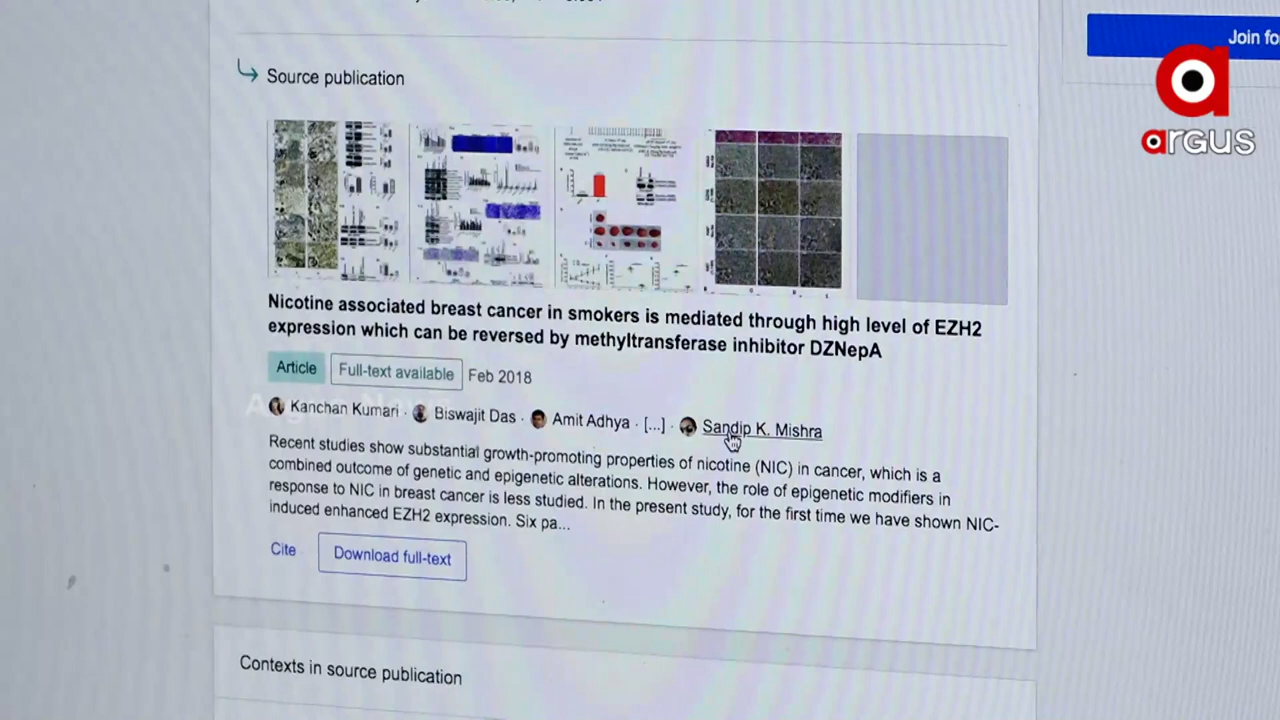 Join fo
argus
Source publication
Nicotine associated breast cancer in smokers is mediated through high level of EZH2
expression which can be reversed by methyltransferase inhibitor DZNepA
Article Full-text available Feb 2018
Kanchan Kumari · Biswajit Das · Amit Adhya · [...] · Sandip K. Mishra
Recent studies show substantial growth-promoting properties of nicotine (NIC) in cancer, which is a
combined outcome of genetic and epigenetic alterations. However, the role of epigenetic modifiers in
response to NIC in breast cancer is less studied. In the present study, for the first time we have shown NIC-
induced enhanced EZH2 expression. Six pa...
Cite Download full-text
Contexts in source publication